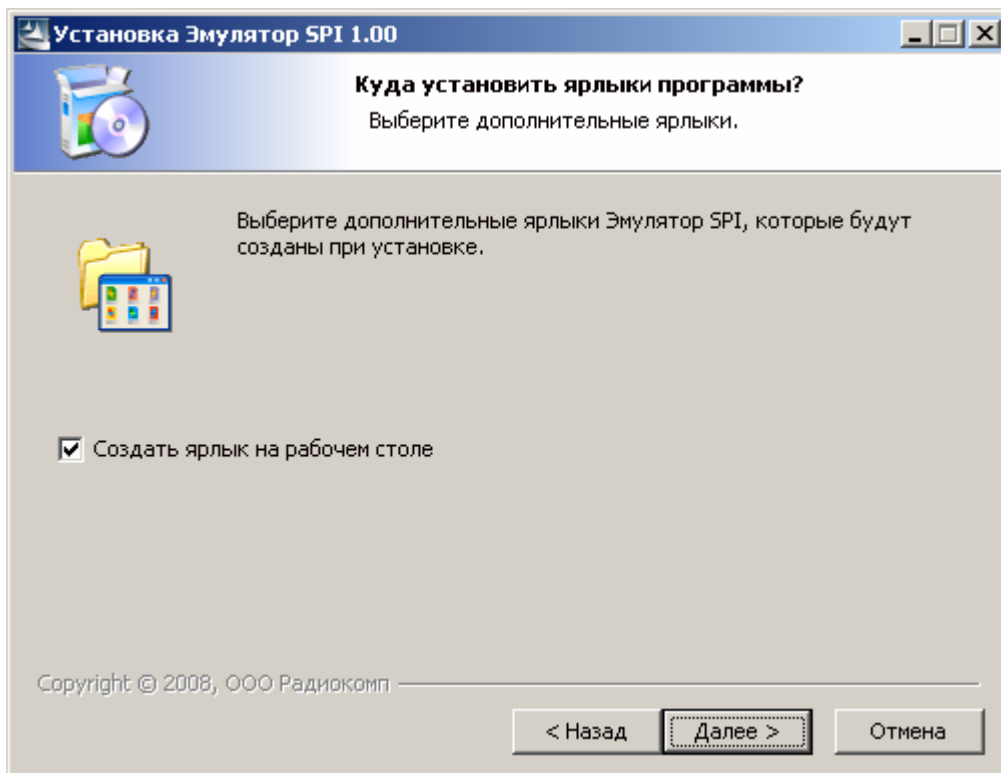 Установка Эмулятор SPI 1.00
Куда установить ярлыки программы?
Выберите дополнительные ярлыки.
Выберите дополнительные ярлыки Эмулятор SPI, которые будут
созданы при установке.
Создать ярлык на рабочем столе
Copyright © 2008, ООО Радиокомп
< Назад
Далее >
Отмена